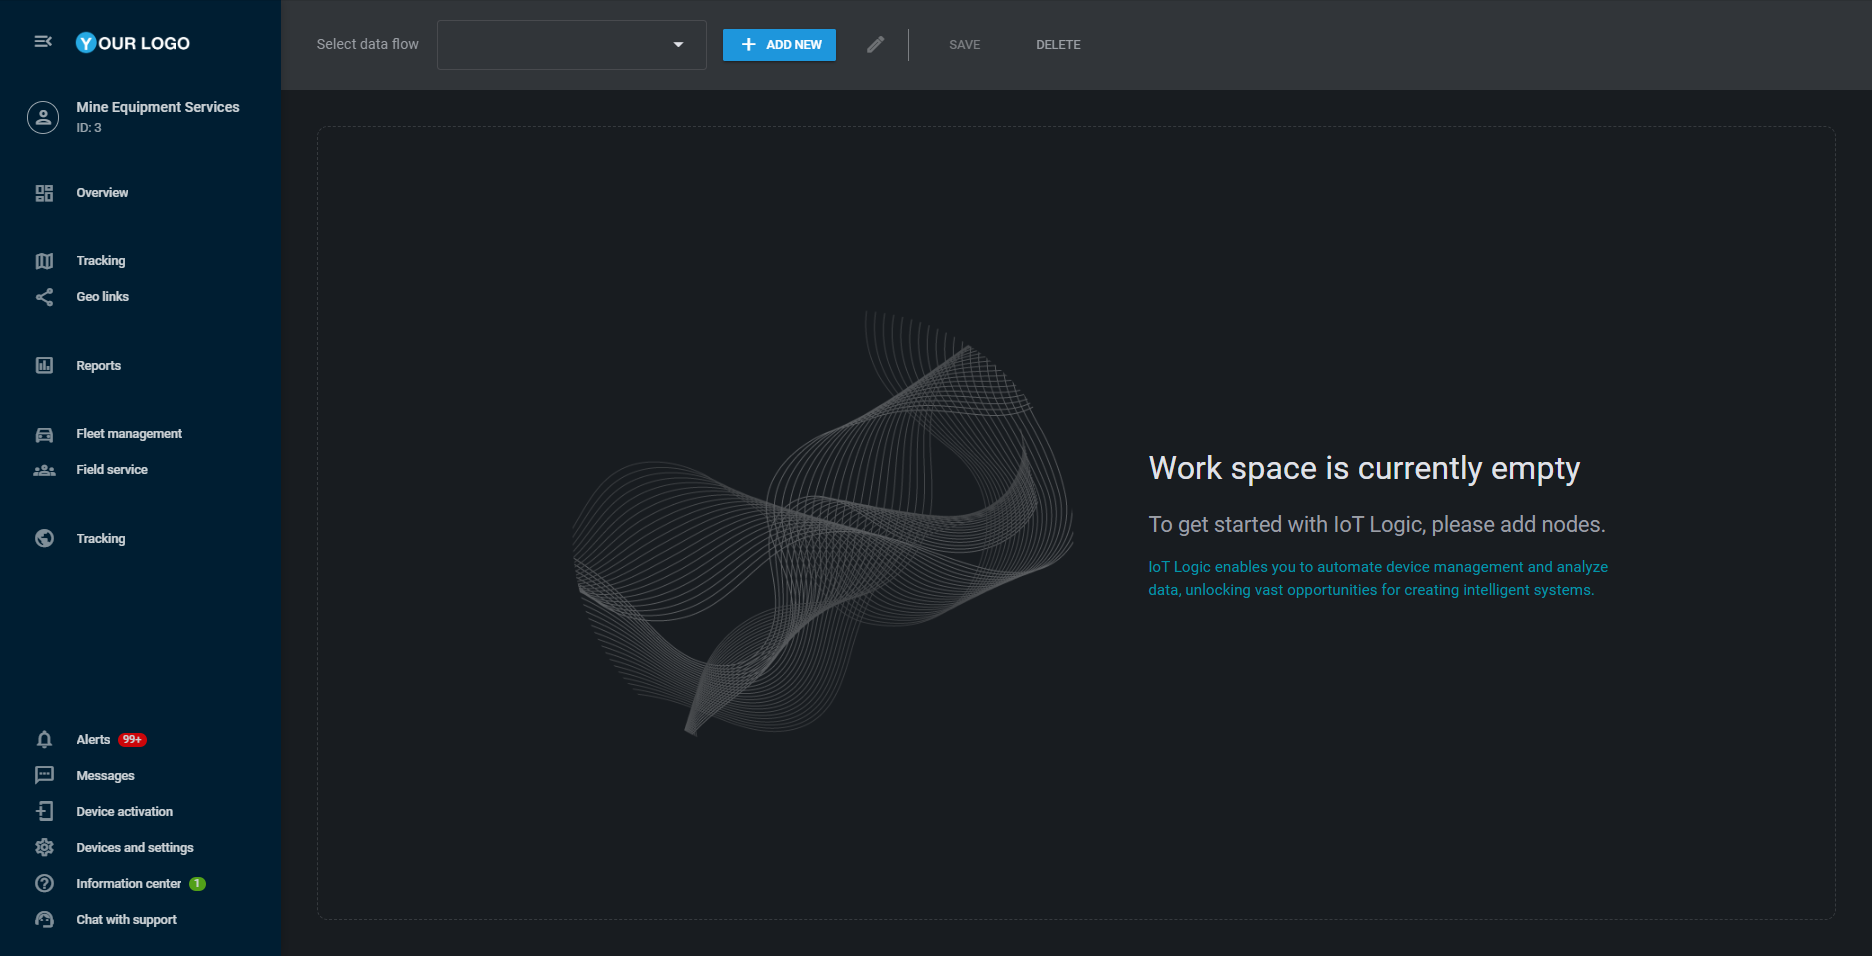 YOUR LOGO
Mine Equipment Services
ID: 3
Overview
Tracking
Geo links
Reports
Fleet management
Field service
Tracking
Alerts 99+
Messages
Device activation
Devices and settings
Information center 1
Chat with support
Select data flow
ADD NEW
SAVE
DELETE
Work space is currently empty
To get started with IoT Logic, please add nodes.
IoT Logic enables you to automate device management and analyze
data, unlocking vast opportunities for creating intelligent systems.